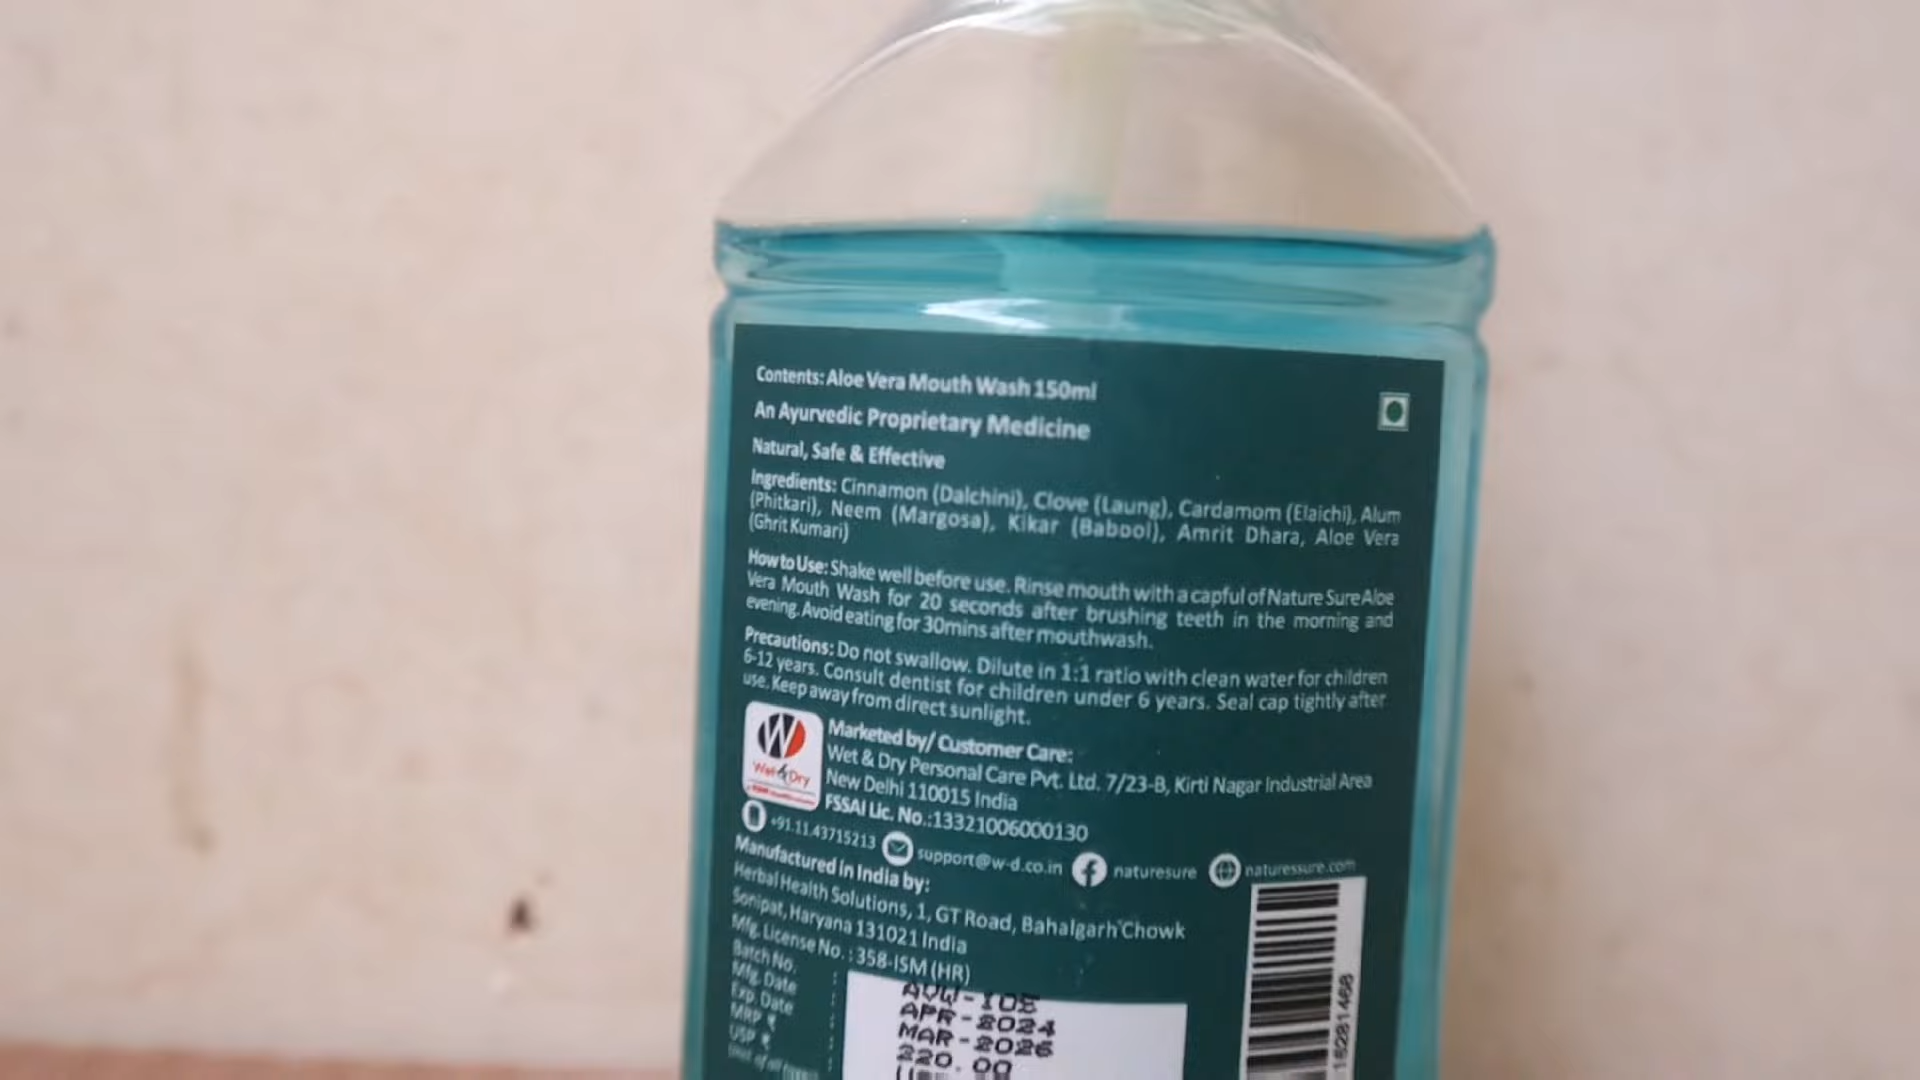 Contents: Aloe Vera Mouth Wash 150ml
An Ayurvedic Proprietary Medicine
Natural, Safe & Effective
Ingredients: Cinnamon (Dalchini), Clove (Laung), Cardamom (Elaichi), Alum
(Phitkari), Neem (Margosa), Kikar (Babool), Amrit Dhara, Aloe Vera
(Ghrit Kumari)
How to Use: Shake well before use. Rinse mouth with a capful of Nature Sure Aloe
Vera Mouth Wash for 20 seconds after brushing teeth in the morning and
evening. Avoid eating for 30mins after mouthwash.
Precautions: Do not swallow. Dilute in 1:1 ratio with clean water for children
6-12 years. Consult dentist for children under 6 years. Seal cap tightly after
use. Keep away from direct sunlight.
W
Wet & Dry
Marketed by/ Customer Care:
Wet & Dry Personal Care Pvt. Ltd. 7/23-B, Kirti Nagar Industrial Area
New Delhi 110015 India
FSSAI Lic. No.:13321006000130
+91.11.43715213 support@w-d.co.in naturesure naturessure.com
Manufactured in India by:
Herbal Health Solutions, 1, GT Road, Bahalgarh Chowk
Sonipat, Haryana 131021 India
Mfg. License No. : 358-ISM (HR)
Batch No. :
Mfg. Date : APR-2024
Exp. Date : MAR-2026
MRP ₹ : 220.00
USP ₹ :